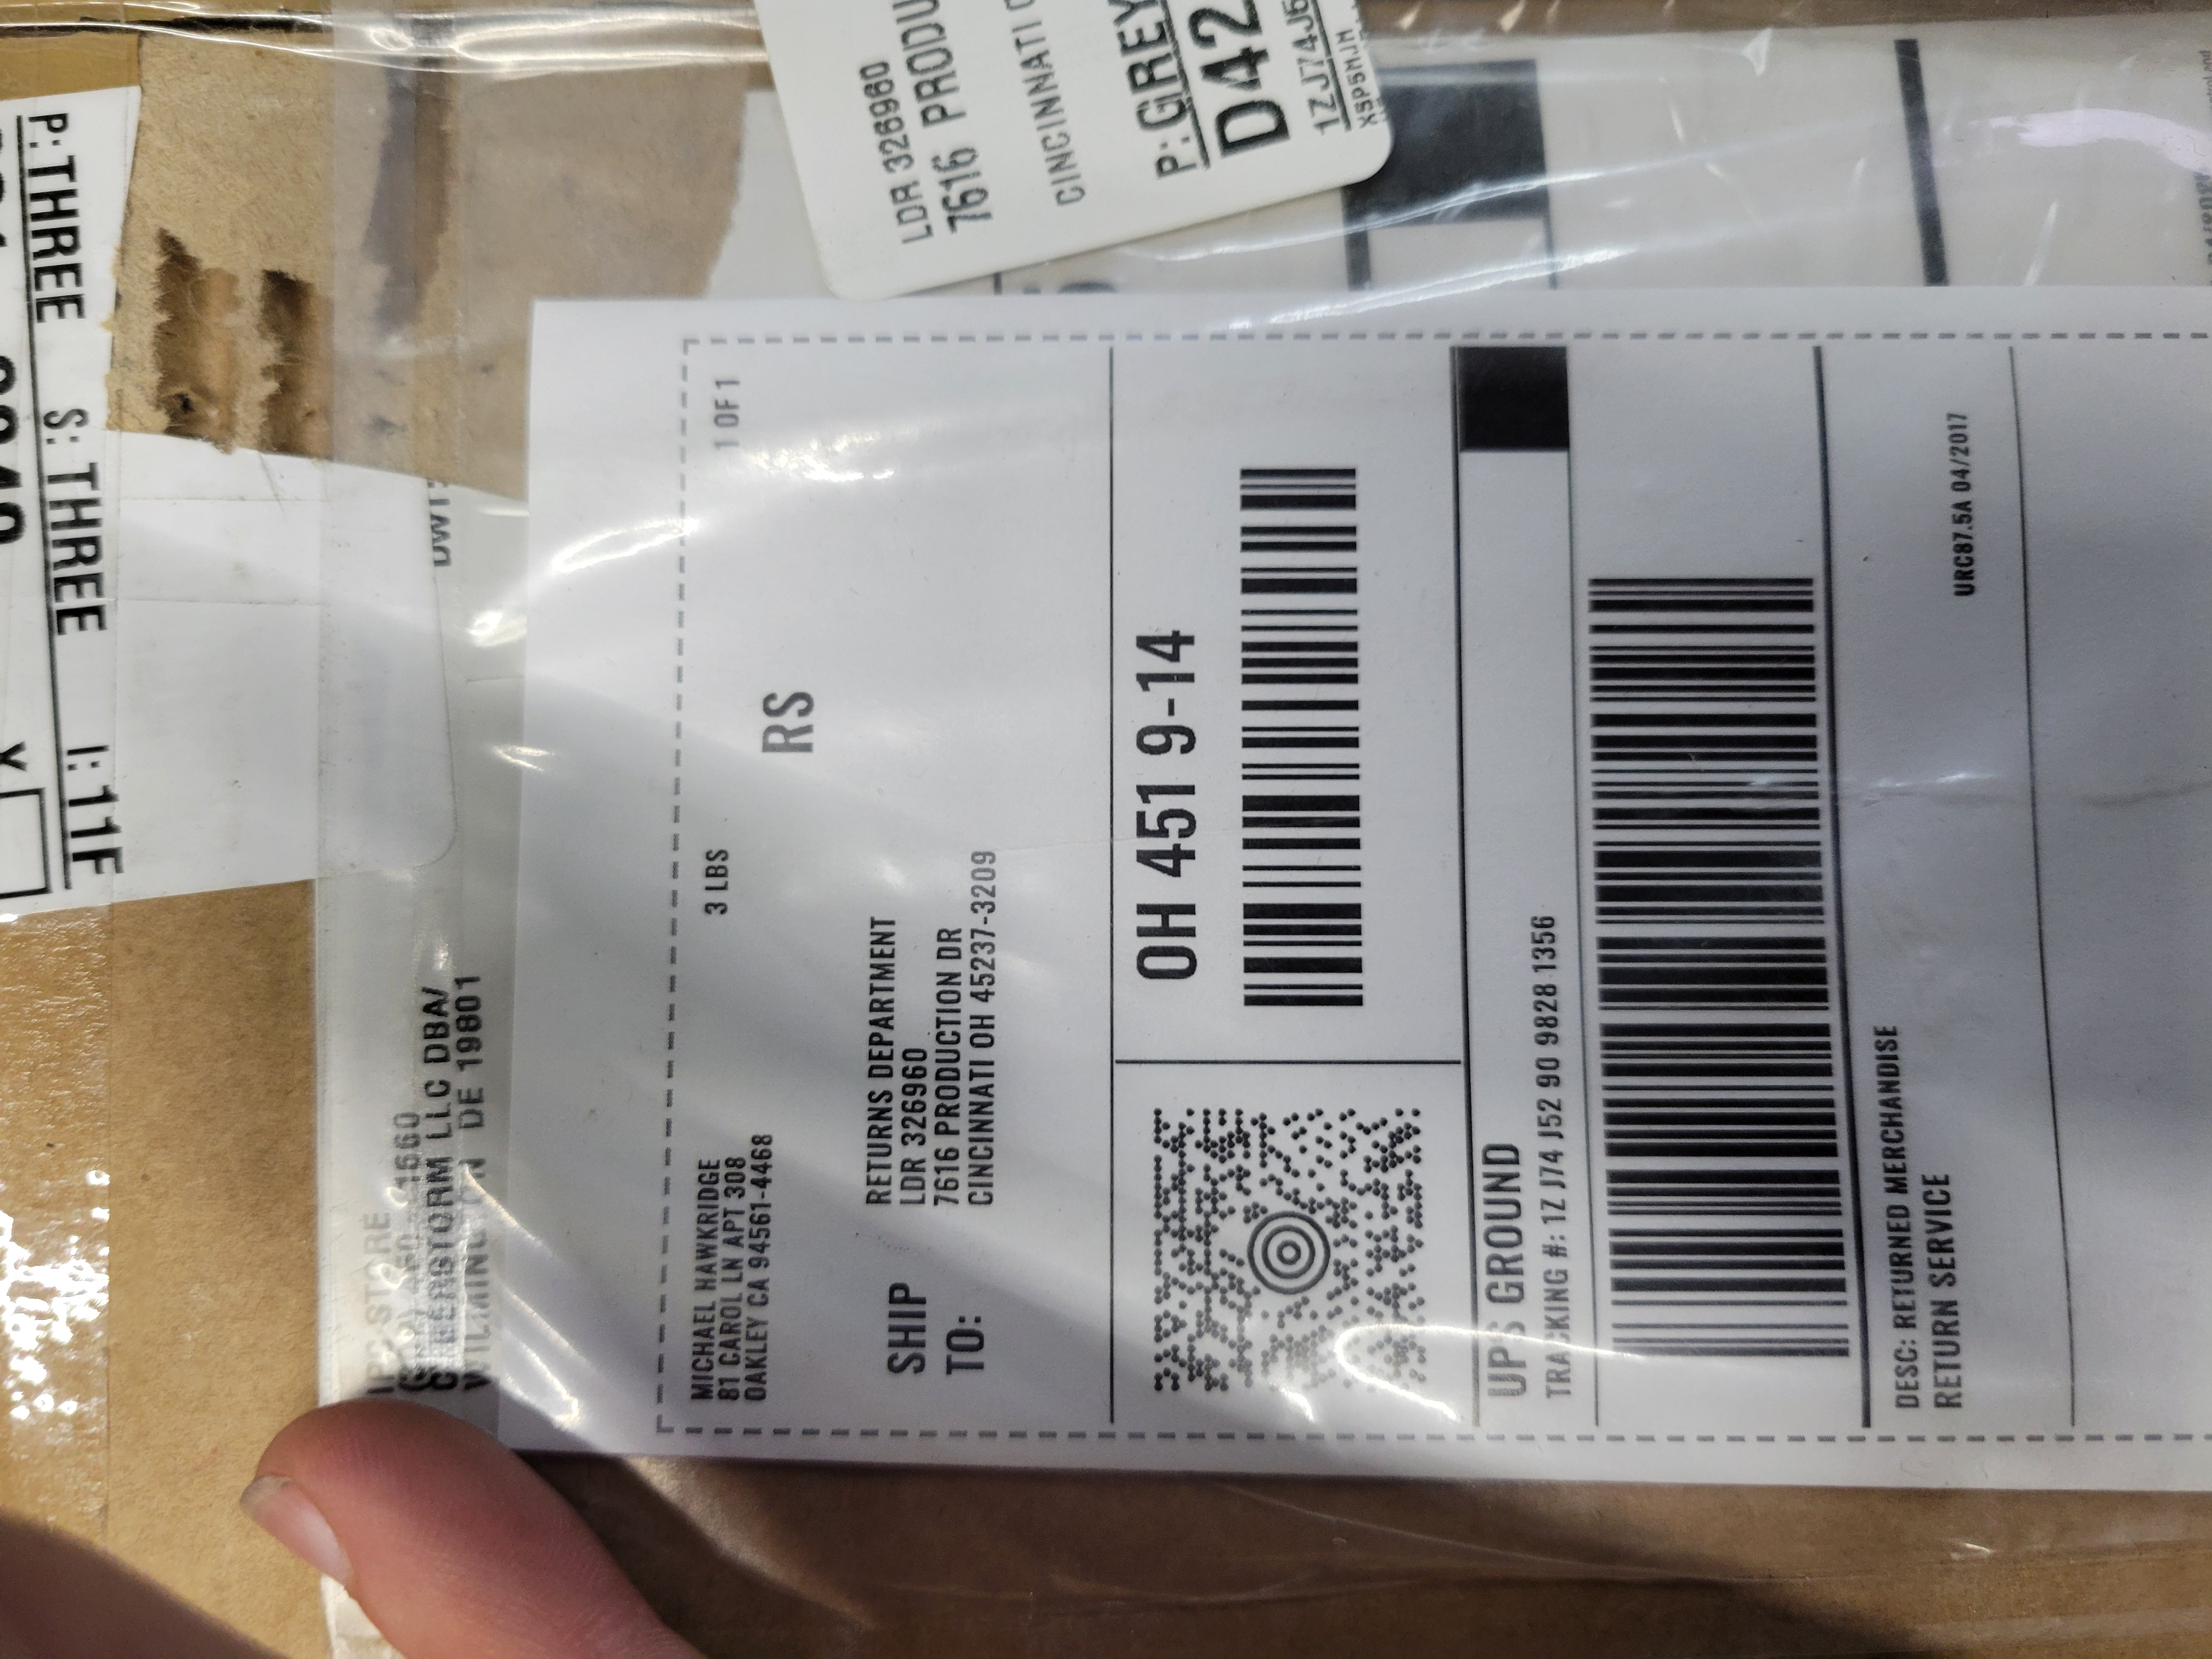 MICHAEL HAWKRIDGE
81 CAROL LN APT 308
OAKLEY CA 94561-4468
3 LBS
1 OF 1
RS
SHIP
TO:
RETURNS DEPARTMENT
LDR 326960
7616 PRODUCTION DR
CINCINNATI OH 45237-3209
OH 451 9-14
UPS GROUND
TRACKING #: 1Z J74 J52 90 9828 1356
DESC: RETURNED MERCHANDISE
RETURN SERVICE
URC87.5A 04/2017
LDR 326960
7616 PRODU
CINCINNATI
P: GREY
D42
1ZJ74J5
P: THREE S: THREE I: 11F
X
LLC DBA/
DE 19801